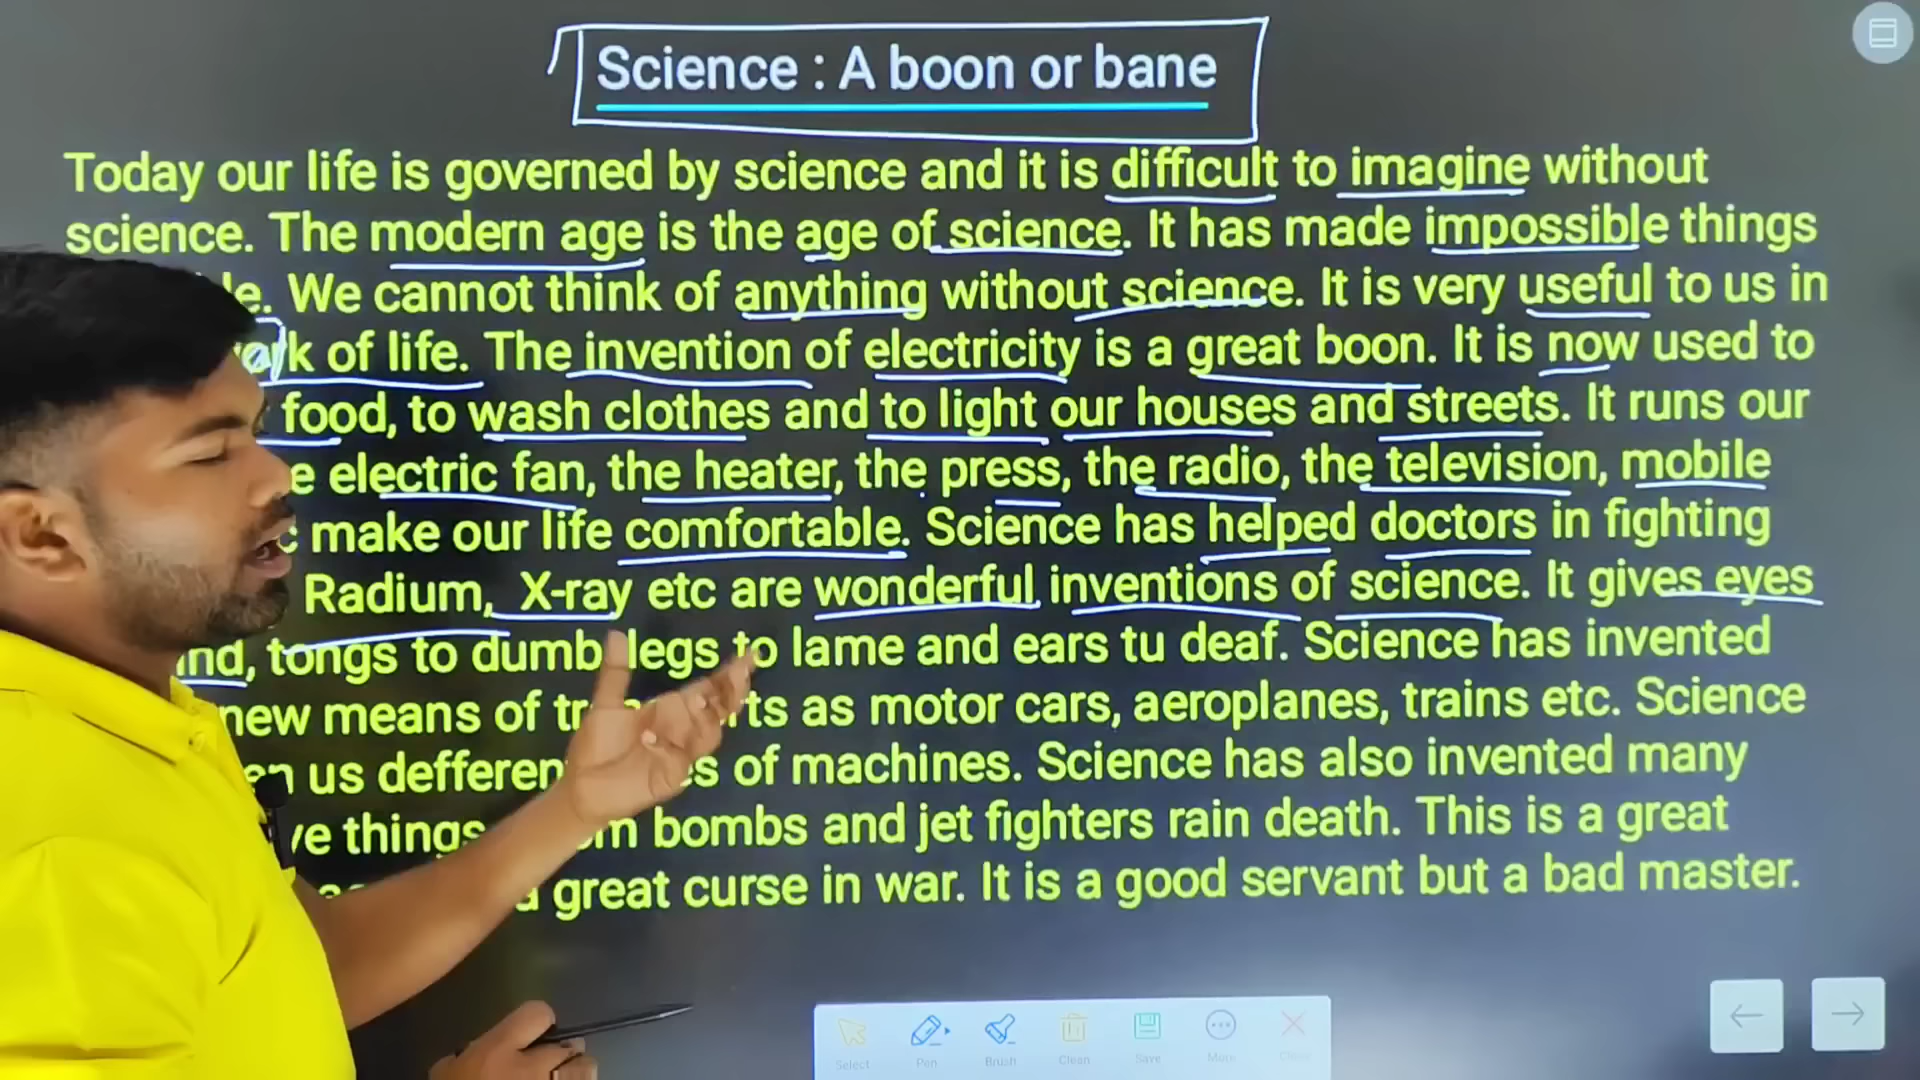 Science : A boon or bane
Today our life is governed by science and it is difficult to imagine without
science. The modern age is the age of science. It has made impossible things
We cannot think of anything without science. It is very useful to us in
of life. The invention of electricity is a great boon. It is now used to
food, to wash clothes and to light our houses and streets. It runs our
electric fan, the heater, the press, the radio, the television, mobile
make our life comfortable. Science has helped doctors in fighting
Radium, X-ray etc are wonderful inventions of science. It gives eyes
tongs to dumb legs to lame and ears tu deaf. Science has invented
new means of as motor cars, aeroplanes, trains etc. Science
us of machines. Science has also invented many
things bombs and jet fighters rain death. This is a great
a great curse in war. It is a good servant but a bad master.
Select Pen Brush Clean Save More Close